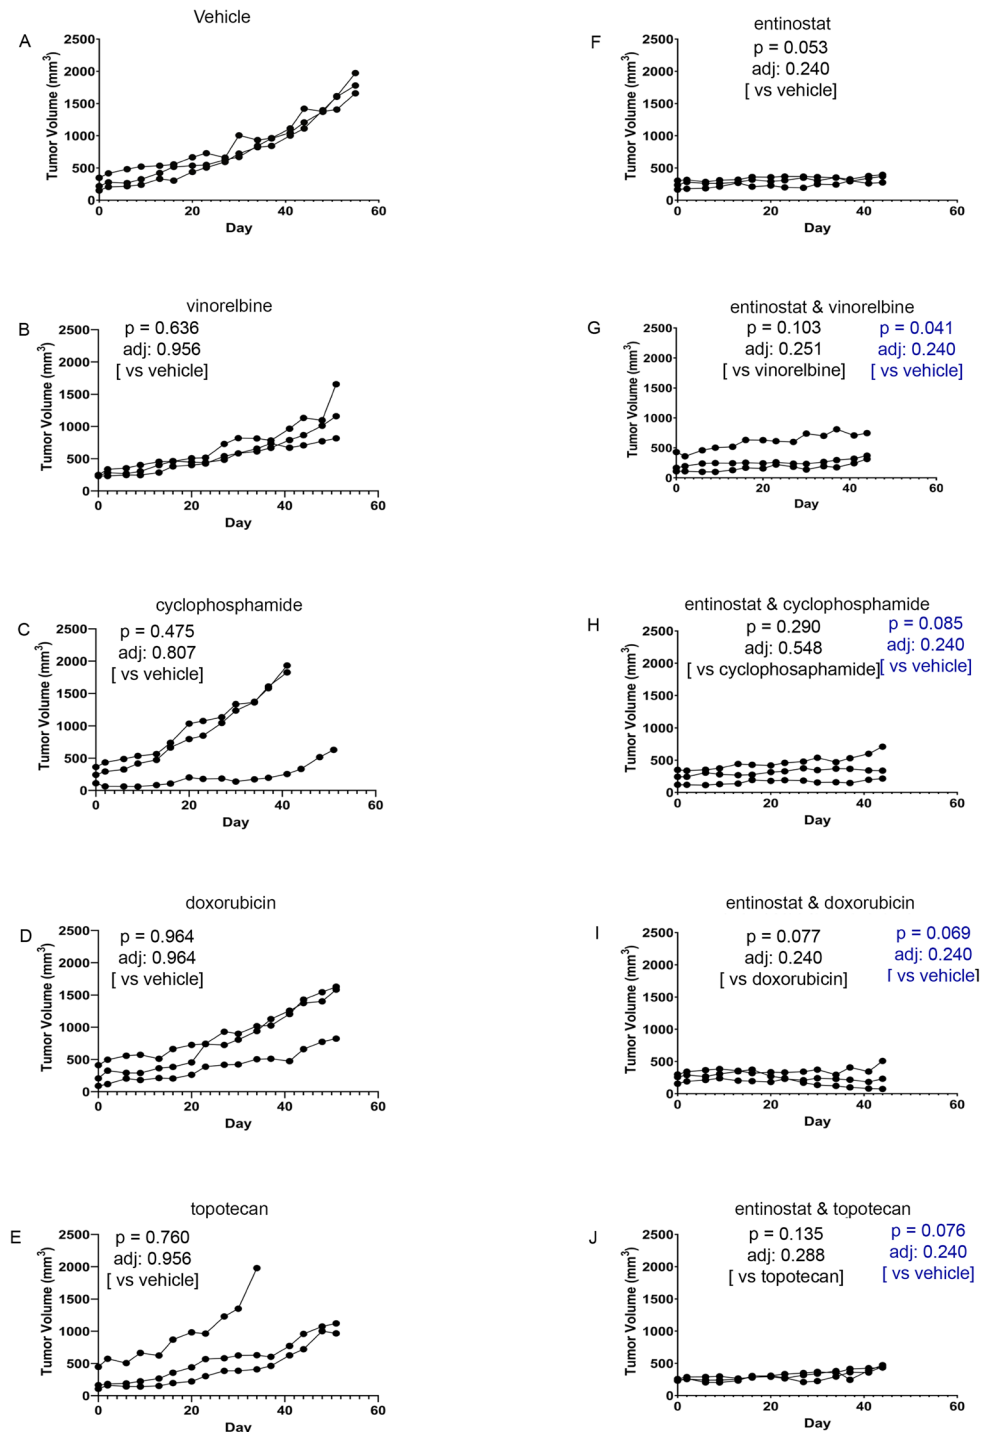 Vehicle
A
Tumor Volume (mm³)
2500
2000
1500
1000
500
0
0 20 40 60
Day
entinostat
F
p = 0.053
adj: 0.240
[ vs vehicle]
Tumor Volume (mm³)
2500
2000
1500
1000
500
0
0 20 40 60
Day
vinorelbine
B
p = 0.636
adj: 0.956
[ vs vehicle]
Tumor Volume (mm³)
2500
2000
1500
1000
500
0
0 20 40 60
Day
entinostat & vinorelbine
G
p = 0.103
adj: 0.251
[ vs vinorelbine]
p = 0.041
adj: 0.240
[ vs vehicle]
Tumor Volume (mm³)
2500
2000
1500
1000
500
0
0 20 40 60
Day
cyclophosphamide
C
p = 0.475
adj: 0.807
[ vs vehicle]
Tumor Volume (mm³)
2500
2000
1500
1000
500
0
0 20 40 60
Day
entinostat & cyclophosphamide
H
p = 0.290
adj: 0.548
[ vs cyclophosaphamide]
p = 0.085
adj: 0.240
[ vs vehicle]
Tumor Volume (mm³)
2500
2000
1500
1000
500
0
0 20 40 60
Day
doxorubicin
D
p = 0.964
adj: 0.964
[ vs vehicle]
Tumor Volume (mm³)
2500
2000
1500
1000
500
0
0 20 40 60
Day
entinostat & doxorubicin
I
p = 0.077
adj: 0.240
[ vs doxorubicin]
p = 0.069
adj: 0.240
[ vs vehicle]
Tumor Volume (mm³)
2500
2000
1500
1000
500
0
0 20 40 60
Day
topotecan
E
p = 0.760
adj: 0.956
[ vs vehicle]
Tumor Volume (mm³)
2500
2000
1500
1000
500
0
0 20 40 60
Day
entinostat & topotecan
J
p = 0.135
adj: 0.288
[ vs topotecan]
p = 0.076
adj: 0.240
[ vs vehicle]
Tumor Volume (mm³)
2500
2000
1500
1000
500
0
0 20 40 60
Day